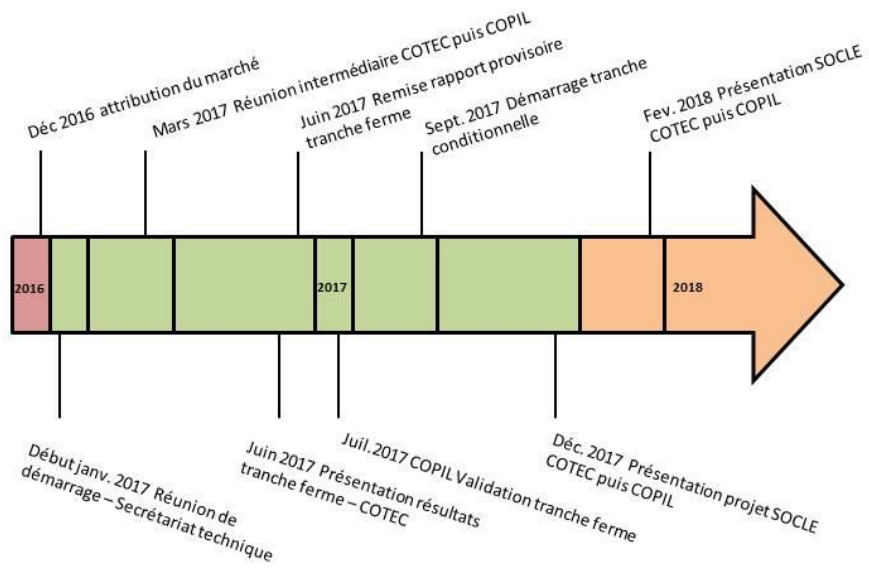 Déc 2016 attribution du marché
Mars 2017 Réunion intermédiaire COTEC puis COPIL
Juin 2017 Remise rapport provisoire
tranche ferme
Sept. 2017 Démarrage tranche
conditionnelle
Fev. 2018 Présentation SOCLE
COTEC puis COPIL
2016
2017
2018
Début janv. 2017 Réunion de
démarrage – Secrétariat technique
Juin 2017 Présentation résultats
tranche ferme – COTEC
Juil. 2017 COPIL Validation tranche ferme
Déc. 2017 Présentation projet SOCLE
COTEC puis COPIL